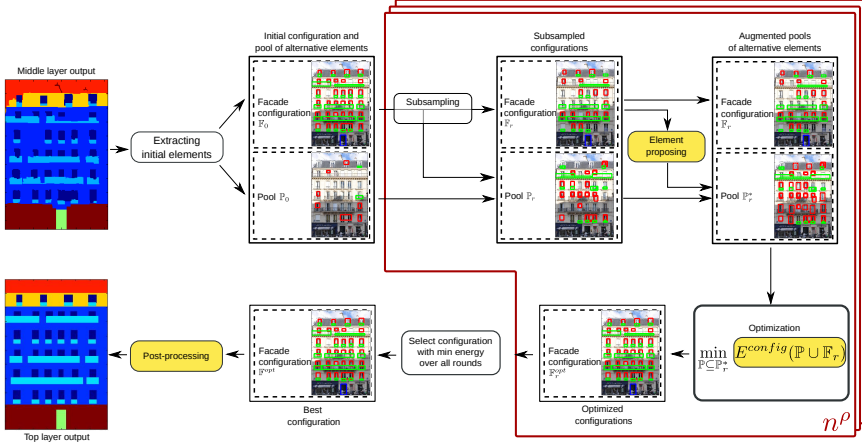 Initial configuration and
pool of alternative elements
Subsampled
configurations
Augmented pools
of alternative elements
Middle layer output
Extracting
initial elements
Facade
configuration
𝔽₀
Pool ℙ₀
Subsampling
Facade
configuration
𝔽ᵣ
Pool ℙᵣ
Element
proposing
Facade
configuration
𝔽ᵣ
Pool ℙᵣ*
Optimization
min E^{config}(ℙ ∪ 𝔽ᵣ)
ℙ⊆ℙᵣ*
n^ρ
Facade
configuration
𝔽ᵣ^{opt}
Optimized
configurations
Select configuration
with min energy
over all rounds
Facade
configuration
𝔽^{opt}
Best
configuration
Post-processing
Top layer output